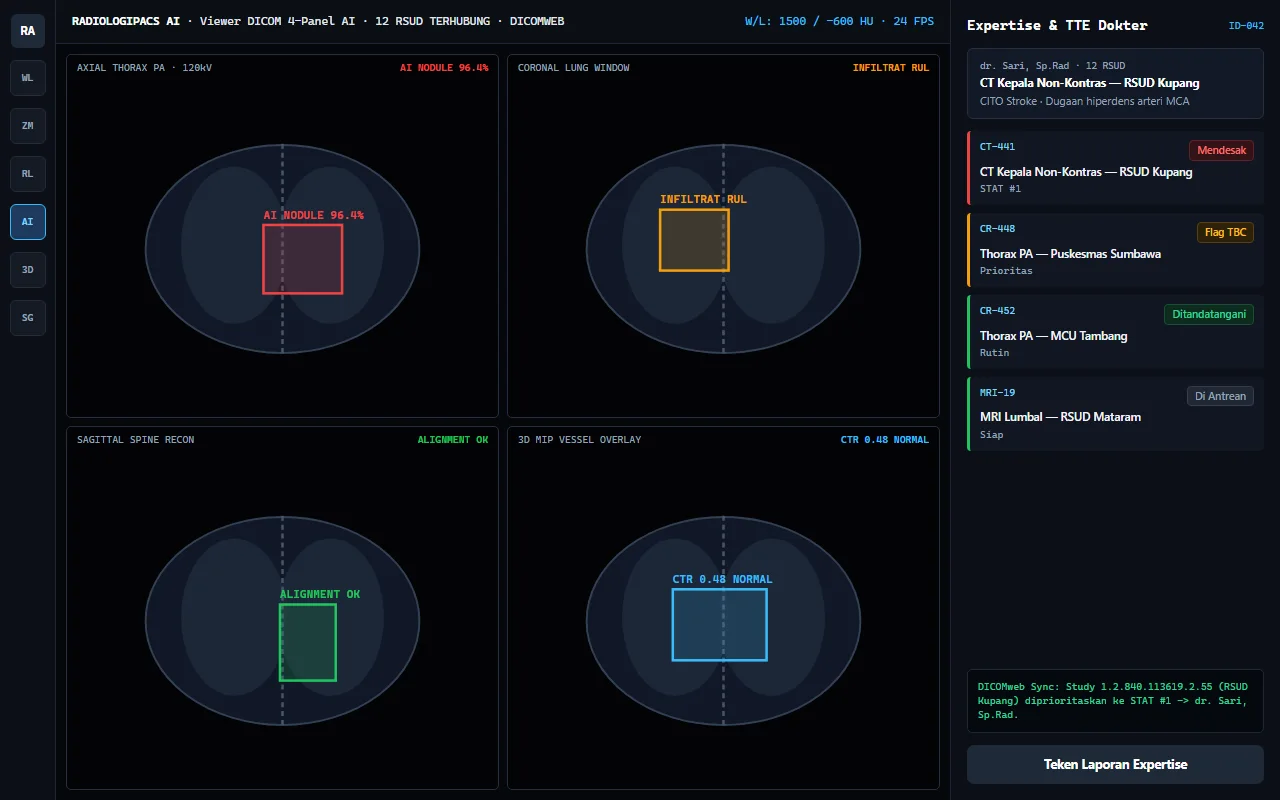 RA
WL
ZM
RL
AI
3D
SG
RADIOLOGIPACS AI · Viewer DICOM 4-Panel AI · 12 RSUD TERHUBUNG · DICOMWEB
W/L: 1500 / -600 HU · 24 FPS
AXIAL THORAX PA · 120kV
AI NODULE 96.4%
AI NODULE 96.4%
CORONAL LUNG WINDOW
INFILTRAT RUL
INFILTRAT RUL
SAGITTAL SPINE RECON
ALIGNMENT OK
ALIGNMENT OK
3D MIP VESSEL OVERLAY
CTR 0.48 NORMAL
CTR 0.48 NORMAL
Expertise & TTE Dokter
ID-042
dr. Sari, Sp.Rad · 12 RSUD
CT Kepala Non-Kontras — RSUD Kupang
CITO Stroke · Dugaan hiperdens arteri MCA
CT-441
Mendesak
CT Kepala Non-Kontras — RSUD Kupang
STAT #1
CR-448
Flag TBC
Thorax PA — Puskesmas Sumbawa
Prioritas
CR-452
Ditandatangani
Thorax PA — MCU Tambang
Rutin
MRI-19
Di Antrean
MRI Lumbal — RSUD Mataram
Siap
DICOMweb Sync: Study 1.2.840.113619.2.55 (RSUD
Kupang) diprioritaskan ke STAT #1 -> dr. Sari,
Sp.Rad.
Teken Laporan Expertise